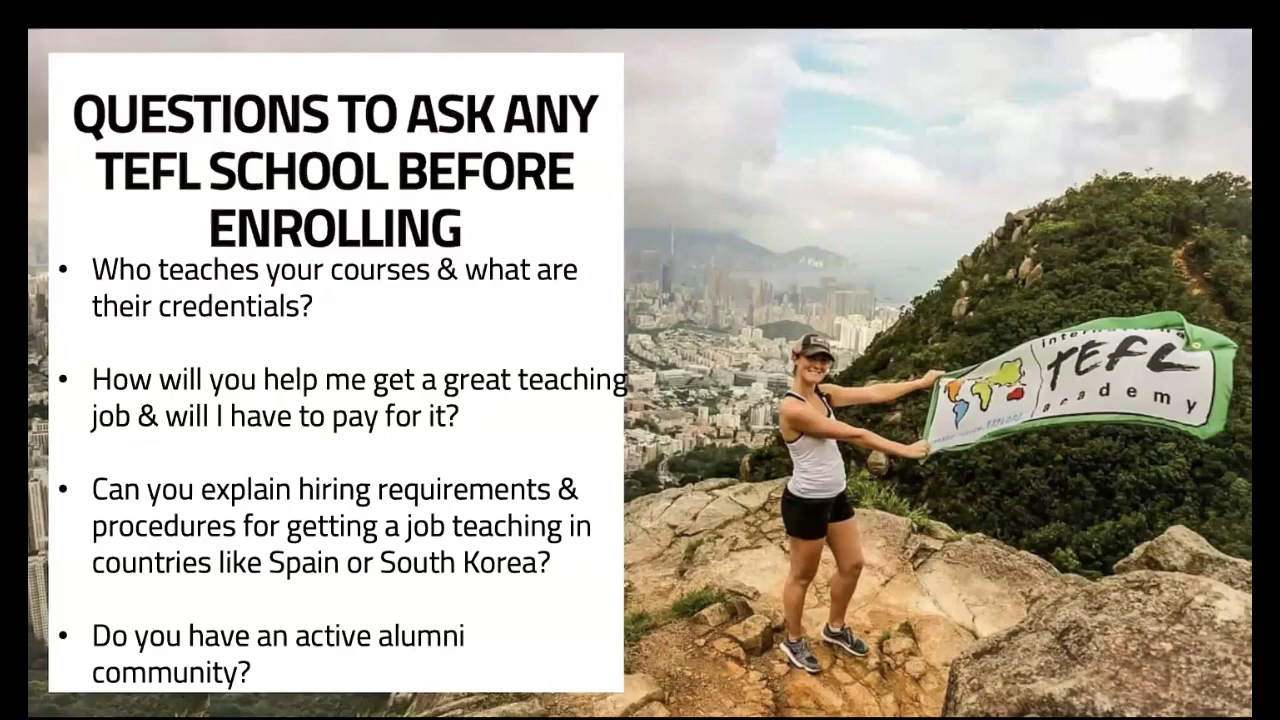 QUESTIONS TO ASK ANY
TEFL SCHOOL BEFORE
ENROLLING
• Who teaches your courses & what are
their credentials?
• How will you help me get a great teaching
job & will I have to pay for it?
• Can you explain hiring requirements &
procedures for getting a job teaching in
countries like Spain or South Korea?
• Do you have an active alumni
community?
TEFL
academy